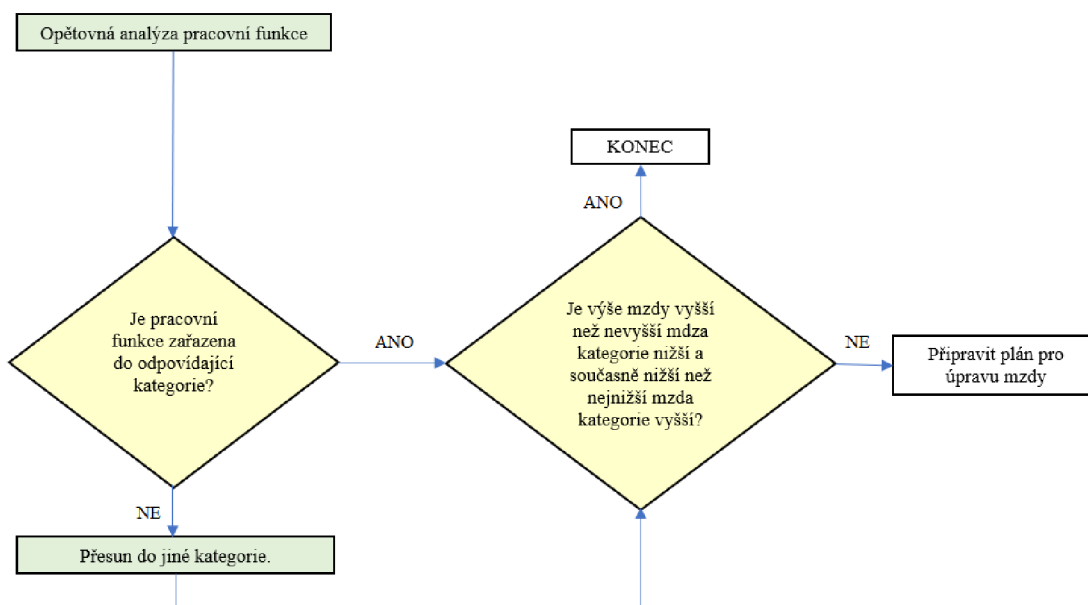 Opětovná analýza pracovní funkce
KONEC
ANO
Je pracovní
funkce zařazena
do odpovídající
kategorie?
ANO
Je výše mzdy vyšší
než nevyšší mdza
kategorie nižší a
současně nižší než
nejnižší mzda
kategorie vyšší?
NE
Připravit plán pro
úpravu mzdy
NE
Přesun do jiné kategorie.